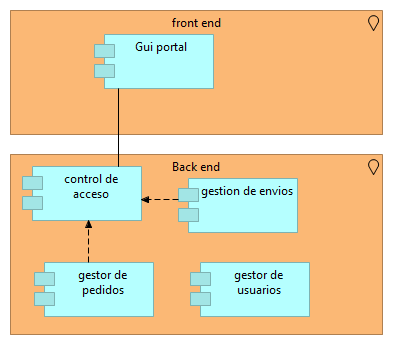 front end
Gui portal
Back end
control de
acceso
gestion de envios
gestor de
pedidos
gestor de
usuarios